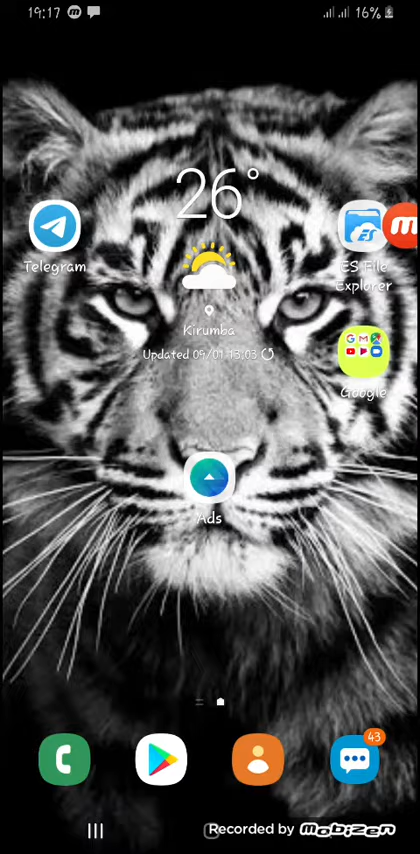 19:17
16%
26°
Telegram
Kirumba
Updated 09/01 13:03
ES File
Explorer
Google
Ads
43
Recorded by Mobizen